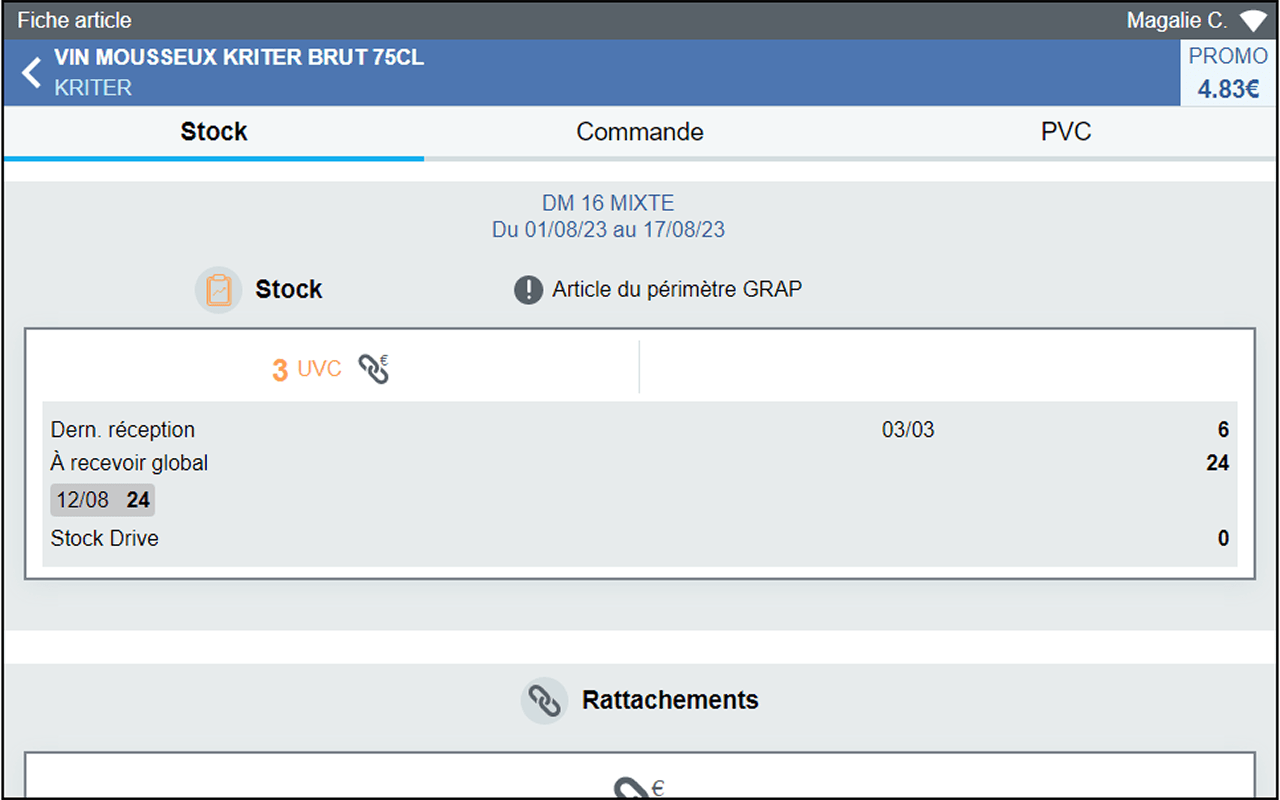 Fiche article
Magalie C.
VIN MOUSSEUX KRITER BRUT 75CL
KRITER
PROMO
4.83€
Stock
Commande
PVC
DM 16 MIXTE
Du 01/08/23 au 17/08/23
Stock
Article du périmètre GRAP
3 UVC €
Dern. réception 03/03 6
À recevoir global 24
12/08 24
Stock Drive 0
Rattachements
€